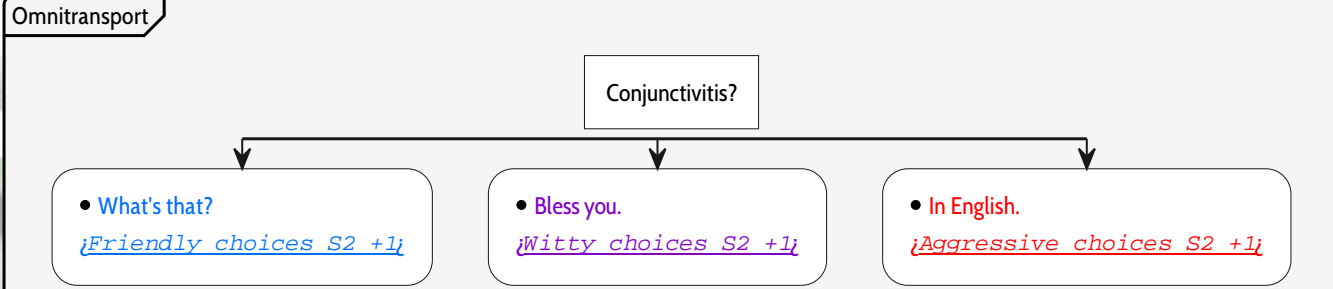 Omnitransport
Conjunctivitis?
• What's that?
¿Friendly choices S2 +1¿
• Bless you.
¿Witty choices S2 +1¿
• In English.
¿Aggressive choices S2 +1¿